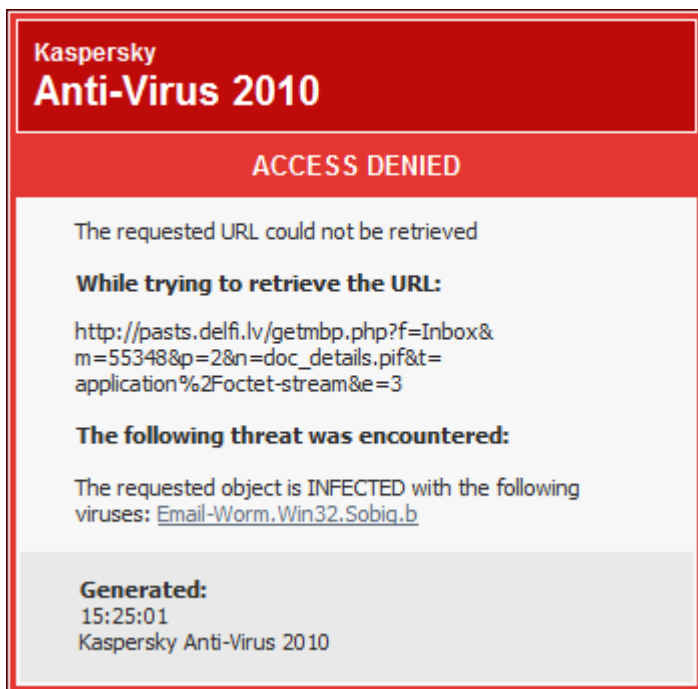 Kaspersky
Anti-Virus 2010
ACCESS DENIED
The requested URL could not be retrieved
While trying to retrieve the URL:
http://pasts.delfi.lv/getmbp.php?f=Inbox&
m=55348&p=2&n=doc_details.pif&t=
application%2Foctet-stream&e=3
The following threat was encountered:
The requested object is INFECTED with the following
viruses: Email-Worm.Win32.Sobig.b
Generated:
15:25:01
Kaspersky Anti-Virus 2010